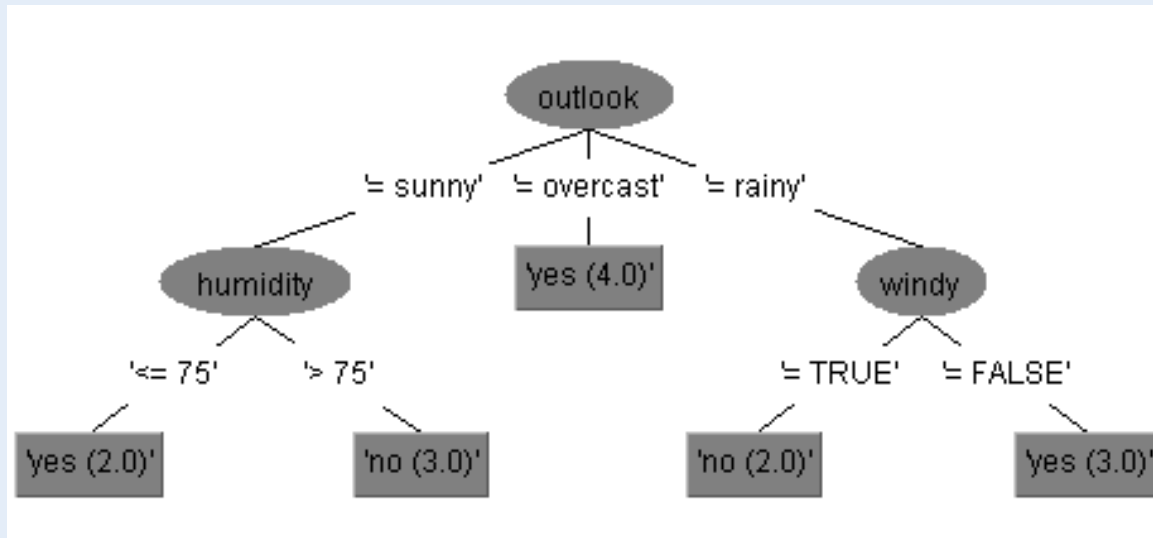 outlook
'= sunny' '= overcast' '= rainy'
humidity 'yes (4.0)' windy
'<= 75' '> 75' '= TRUE' '= FALSE'
'yes (2.0)' 'no (3.0)' 'no (2.0)' 'yes (3.0)'